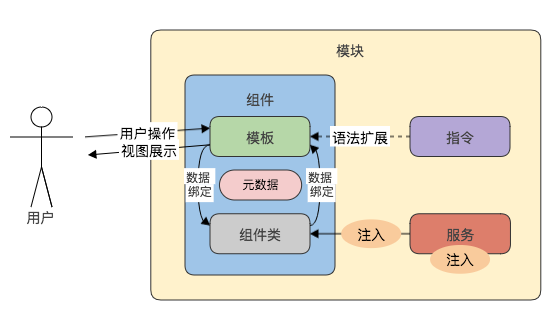 模块
组件
用户操作
模板
语法扩展
指令
视图展示
数据
绑定
元数据
数据
绑定
用户
组件类
注入
服务
注入